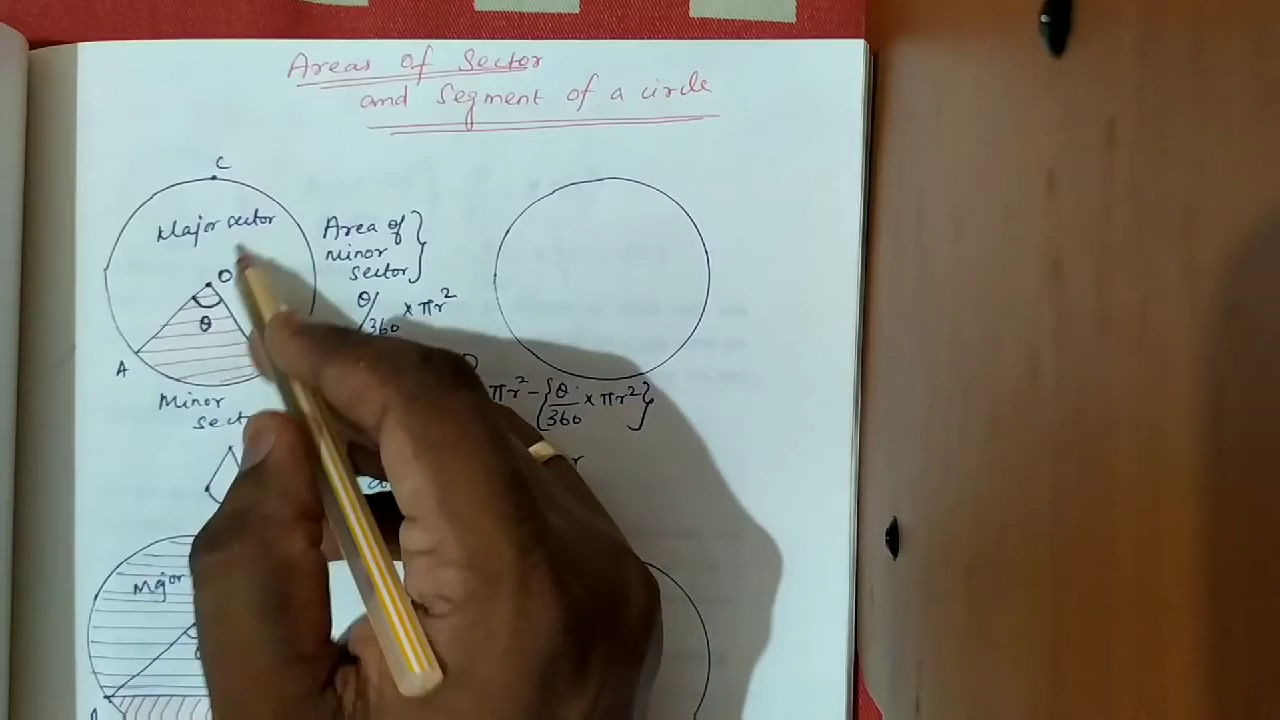 Areas of Sector
and Segment of a circle
C
Major sector
O
θ
A
Minor
Area of }
minor
sector
θ/360 × πr²
πr² - {θ/360 × πr²}
Major